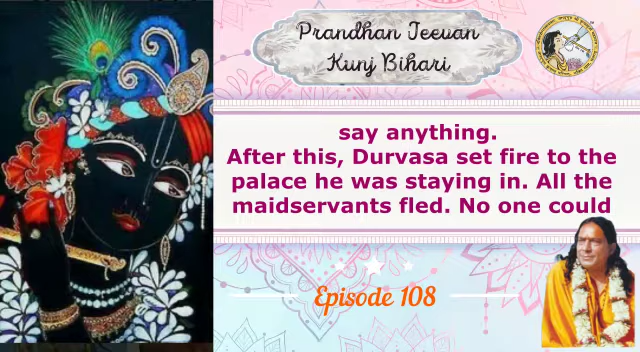 Prandhan Jeevan
Kunj Bihari
say anything.
After this, Durvasa set fire to the
palace he was staying in. All the
maidservants fled. No one could
Episode 108